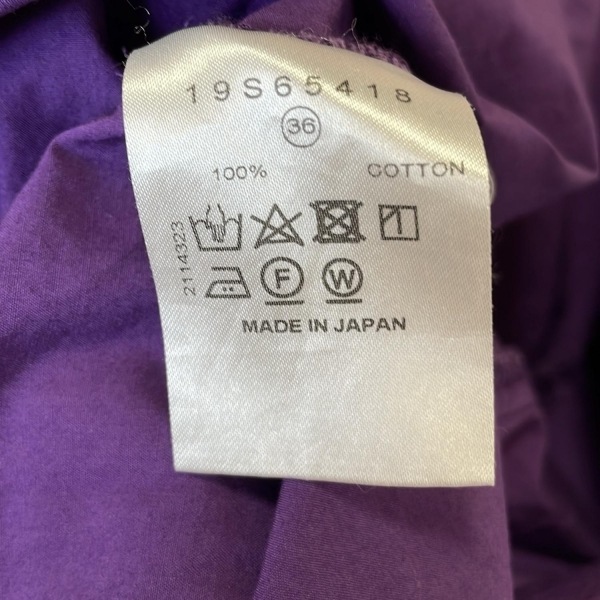 19S65418
36
100% COTTON
2114323
F W
MADE IN JAPAN